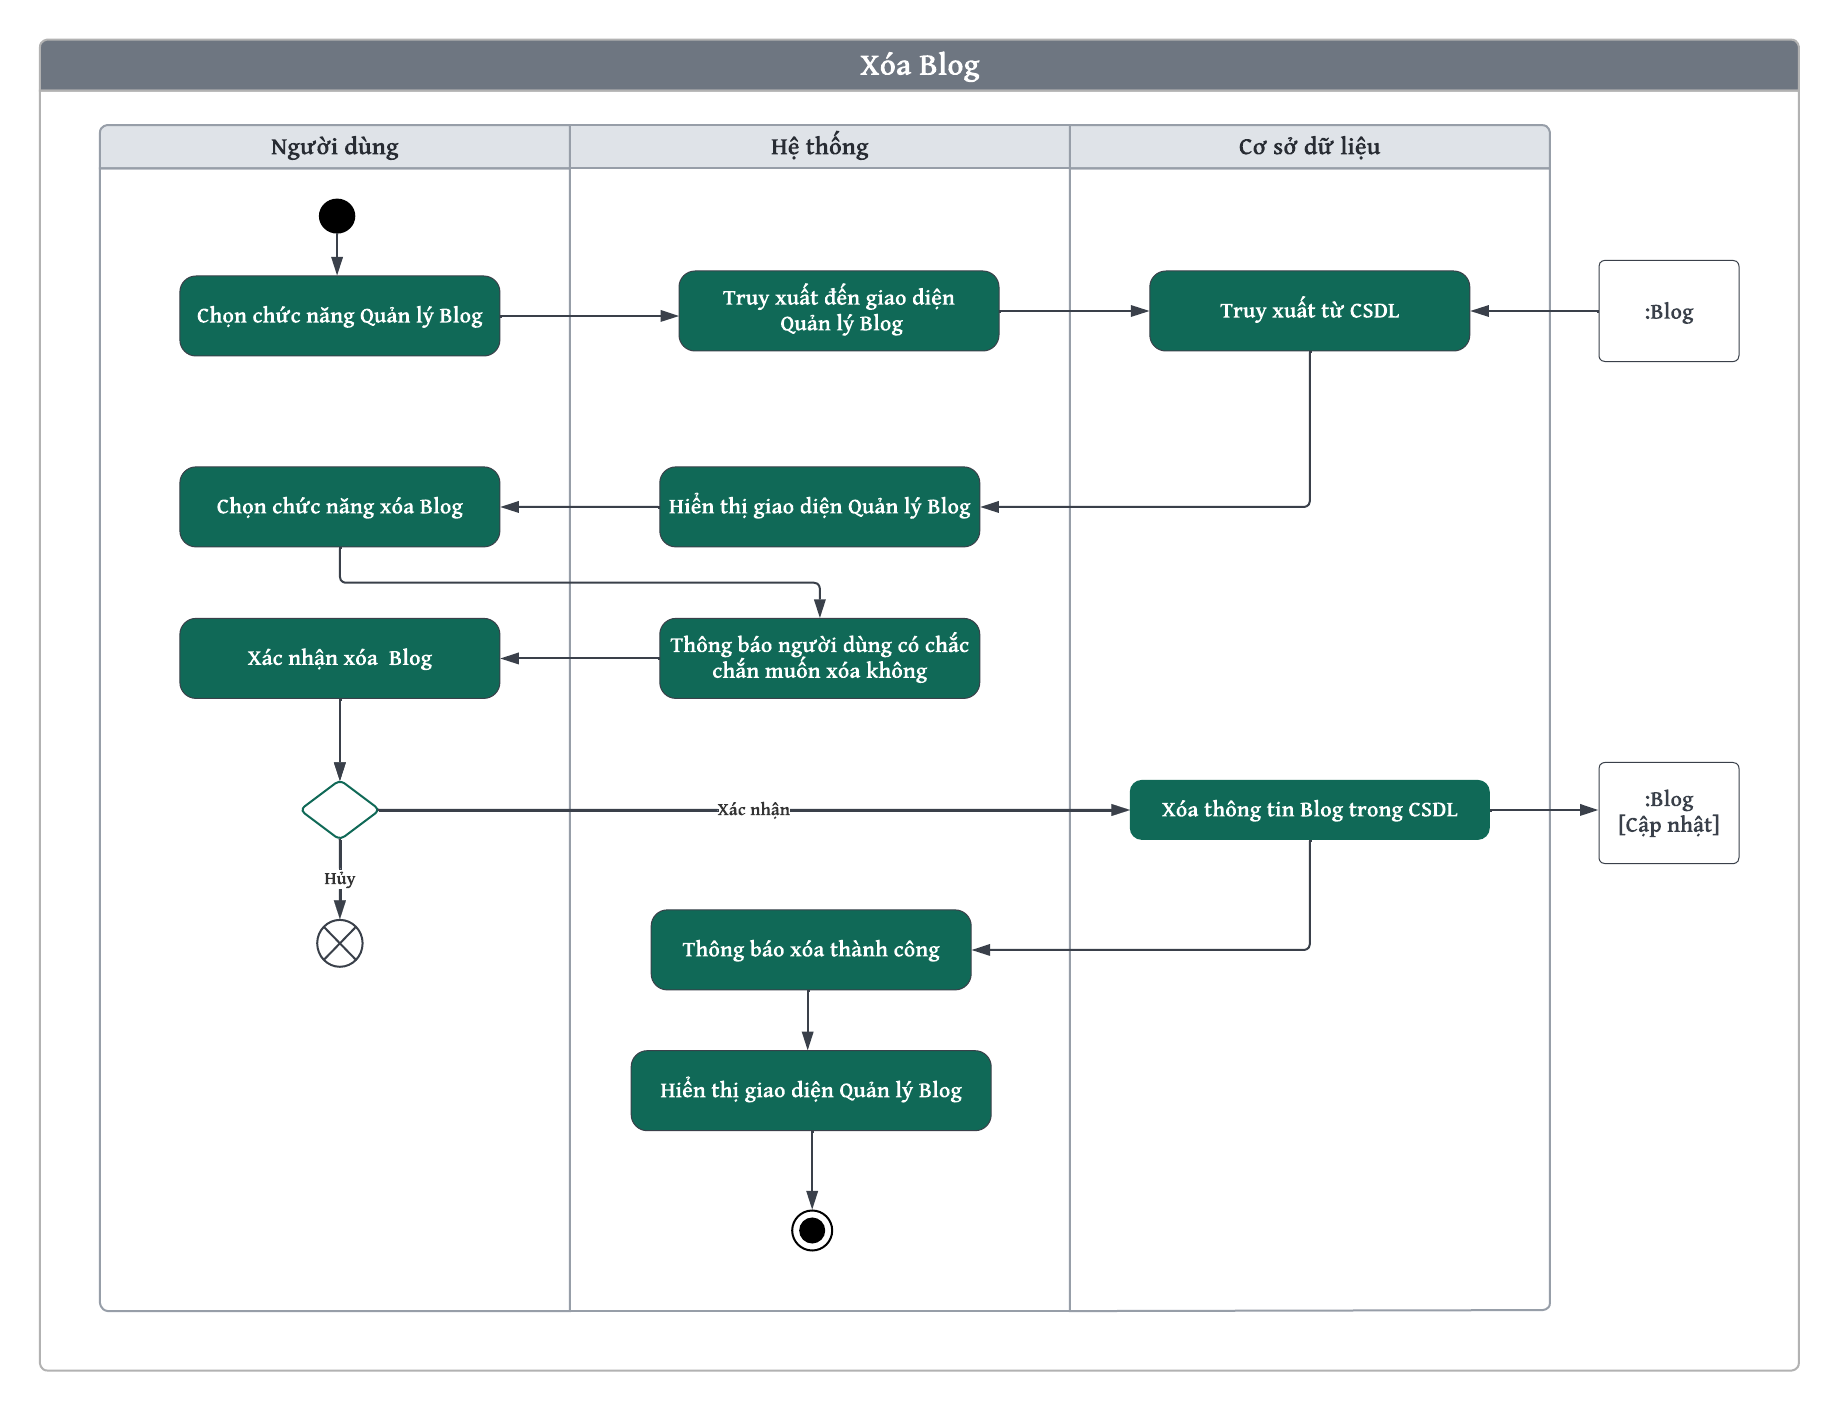 Xóa Blog
Người dùng
Hệ thống
Cơ sở dữ liệu
Chọn chức năng Quản lý Blog
Truy xuất đến giao diện
Quản lý Blog
Truy xuất từ CSDL
:Blog
Chọn chức năng xóa Blog
Hiển thị giao diện Quản lý Blog
Xác nhận xóa  Blog
Thông báo người dùng có chắc
chắn muốn xóa không
Xác nhận
Xóa thông tin Blog trong CSDL
:Blog
[Cập nhật]
Hủy
Thông báo xóa thành công
Hiển thị giao diện Quản lý Blog